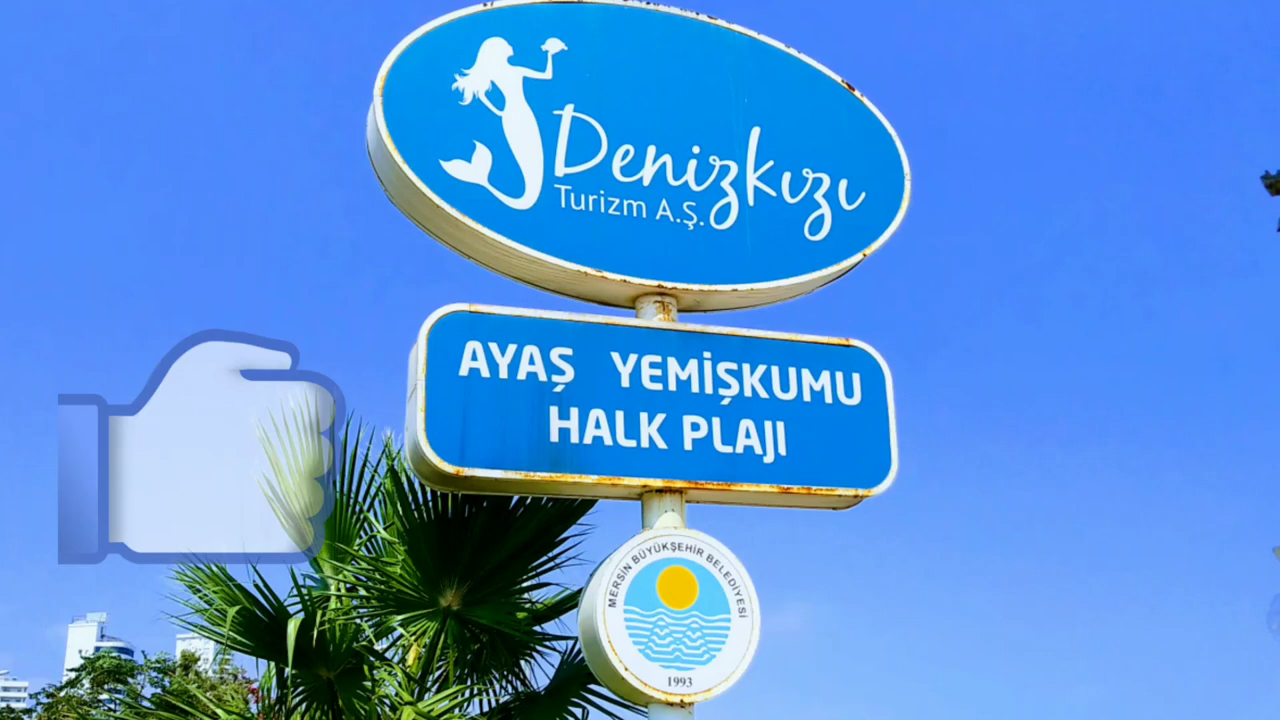 Denizkızı
Turizm A.Ş.
AYAŞ YEMİŞKUMU
HALK PLAJI
MERSİN BÜYÜKŞEHİR BELEDİYESİ
1993